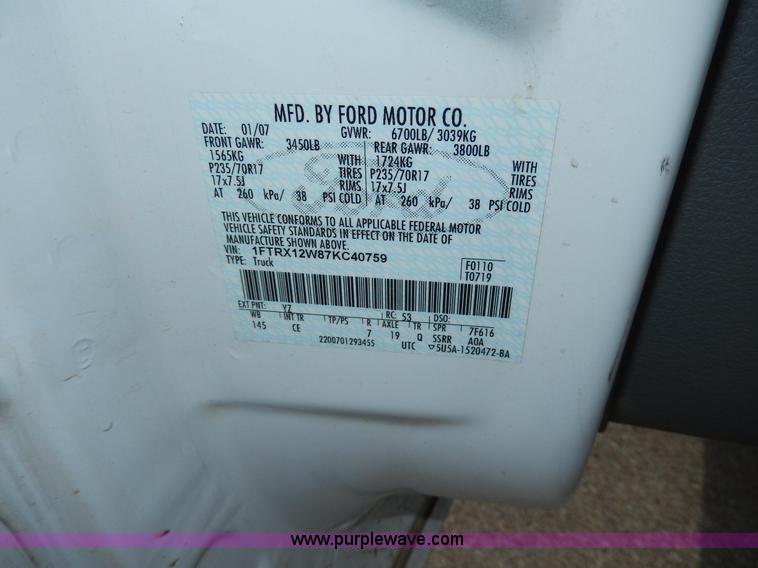 MFD. BY FORD MOTOR CO.
DATE: 01/07 GVWR: 6700LB/ 3039KG
FRONT GAWR: 3450LB REAR GAWR: 3800LB
1565KG WITH 1724KG WITH
P235/70R17 TIRES P235/70R17 TIRES
17x7.5J RIMS 17x7.5J RIMS
AT 260 kPa/ 38 PSI COLD AT 260 kPa/ 38 PSI COLD
THIS VEHICLE CONFORMS TO ALL APPLICABLE FEDERAL MOTOR
VEHICLE SAFETY STANDARDS IN EFFECT ON THE DATE OF
MANUFACTURE SHOWN ABOVE.
VIN: 1FTRX12W87KC40759 F0110
TYPE: Truck T0719
EXT PNT: YZ RC: 53 DSO:
WB INT TR TP/PS R AXLE TR SPR 7F616
145 CE 7 19 Q SSRR AOA
2200701293455 UTC ▽5U5A-1520472-BA
Ford
www.purplewave.com